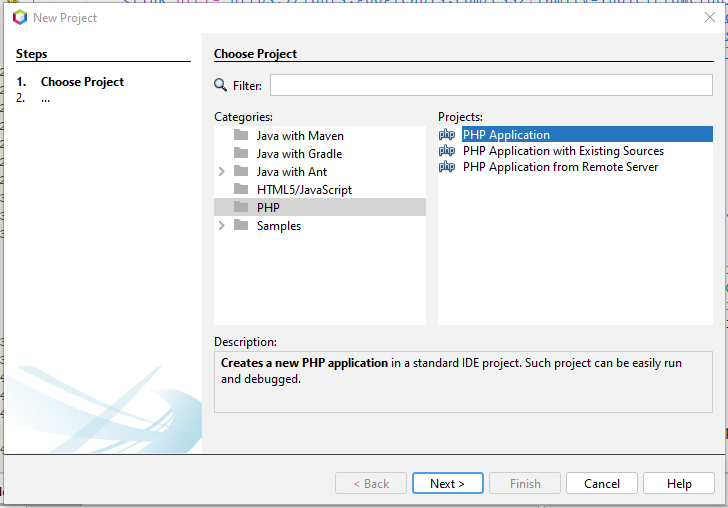 New Project
Steps
1. Choose Project
2. ...
Choose Project
Filter:
Categories:
Java with Maven
Java with Gradle
Java with Ant
HTML5/JavaScript
PHP
Samples
Projects:
php PHP Application
php PHP Application with Existing Sources
php PHP Application from Remote Server
Description:
Creates a new PHP application in a standard IDE project. Such project can be easily run
and debugged.
< Back
Next >
Finish
Cancel
Help